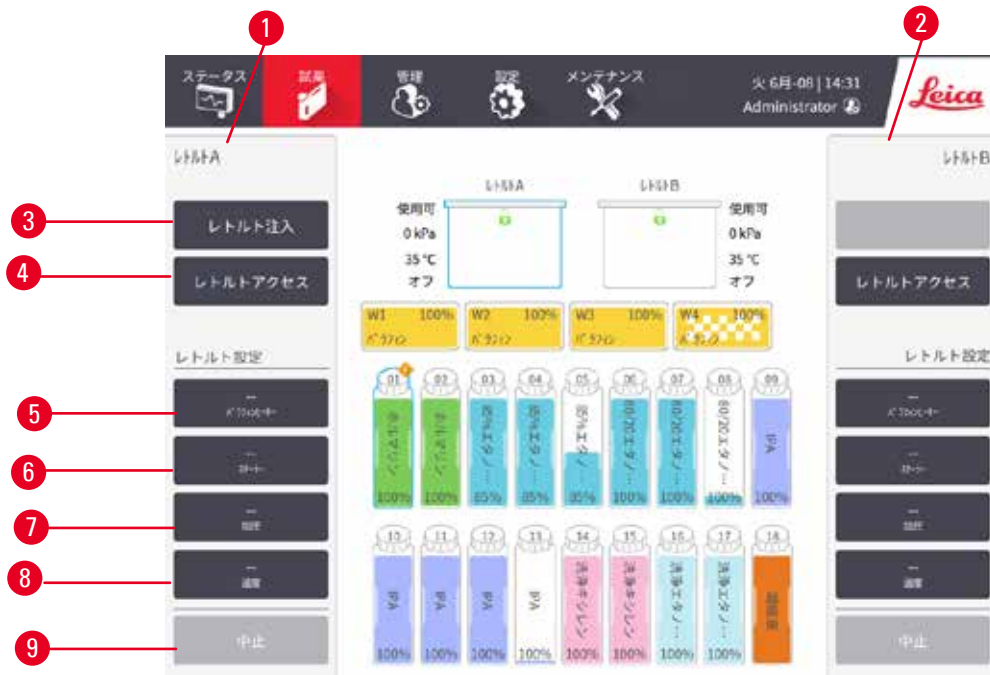 1
2
ステータス
試薬
管理
設定
メンテナンス
火 6月-08 | 14:31
Administrator
Leica
レトルトA
レトルトB
レトルトA
レトルトB
3
レトルト注入
使用可
0 kPa
35 °C
オフ
使用可
0 kPa
35 °C
オフ
4
レトルトアクセス
レトルトアクセス
W1 100%
パラフィン
W2 100%
パラフィン
W3 100%
パラフィン
W4 100%
パラフィン
レトルト設定
レトルト設定
01
02
03
04
05
06
07
08
09
5
--
--
ホルマリン
ホルマリン
85%エタノ…
85%エタノ…
85%エタノ…
80/20エタノ…
80/20エタノ…
80/20エタノ…
IPA
100%
100%
85%
85%
85%
100%
100%
100%
100%
6
--
--
7
--
--
10
11
12
13
14
15
16
17
18
8
--
温度
--
温度
IPA
IPA
IPA
IPA
洗浄キシレン
洗浄キシレン
洗浄エタノ…
洗浄エタノ…
100%
100%
100%
100%
100%
100%
100%
100%
9
中止
中止